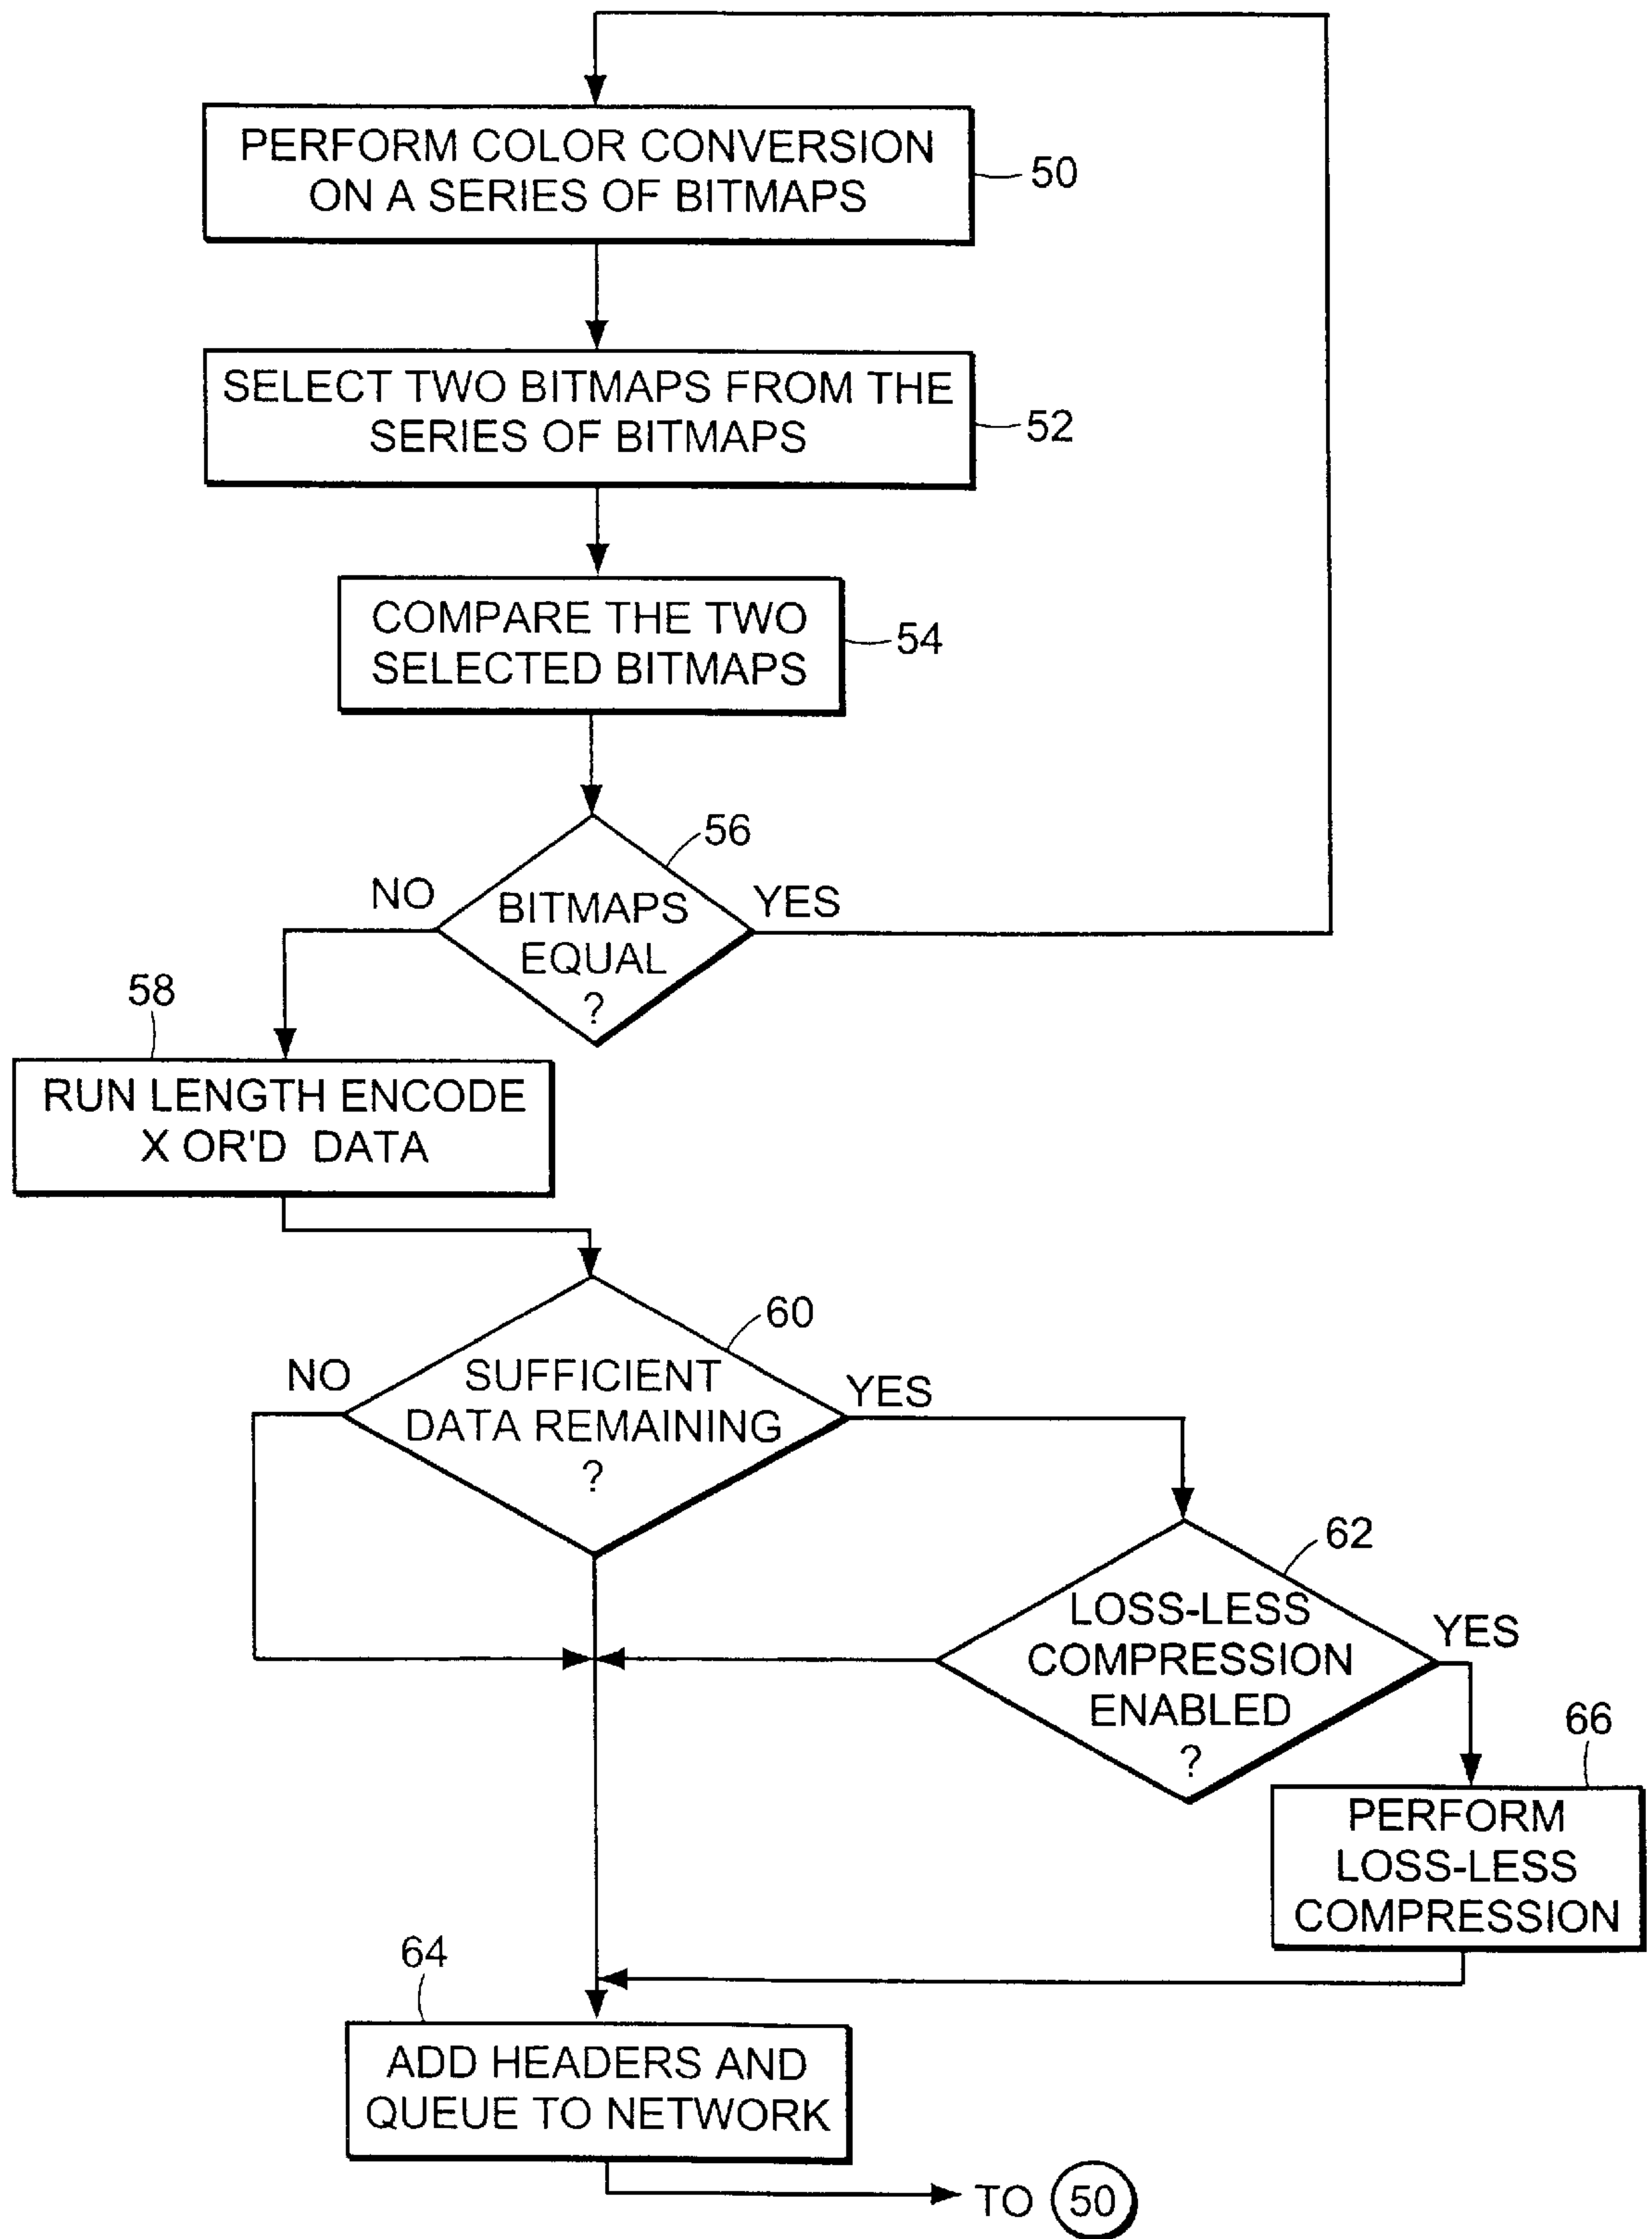 PERFORM COLOR CONVERSION
ON A SERIES OF BITMAPS
50
SELECT TWO BITMAPS FROM THE
SERIES OF BITMAPS
52
COMPARE THE TWO
SELECTED BITMAPS
54
56
NO
YES
BITMAPS
EQUAL
?
58
RUN LENGTH ENCODE
X OR'D DATA
60
NO
YES
SUFFICIENT
DATA REMAINING
?
62
LOSS-LESS
COMPRESSION
ENABLED
?
YES
66
PERFORM
LOSS-LESS
COMPRESSION
64
ADD HEADERS AND
QUEUE TO NETWORK
TO 50